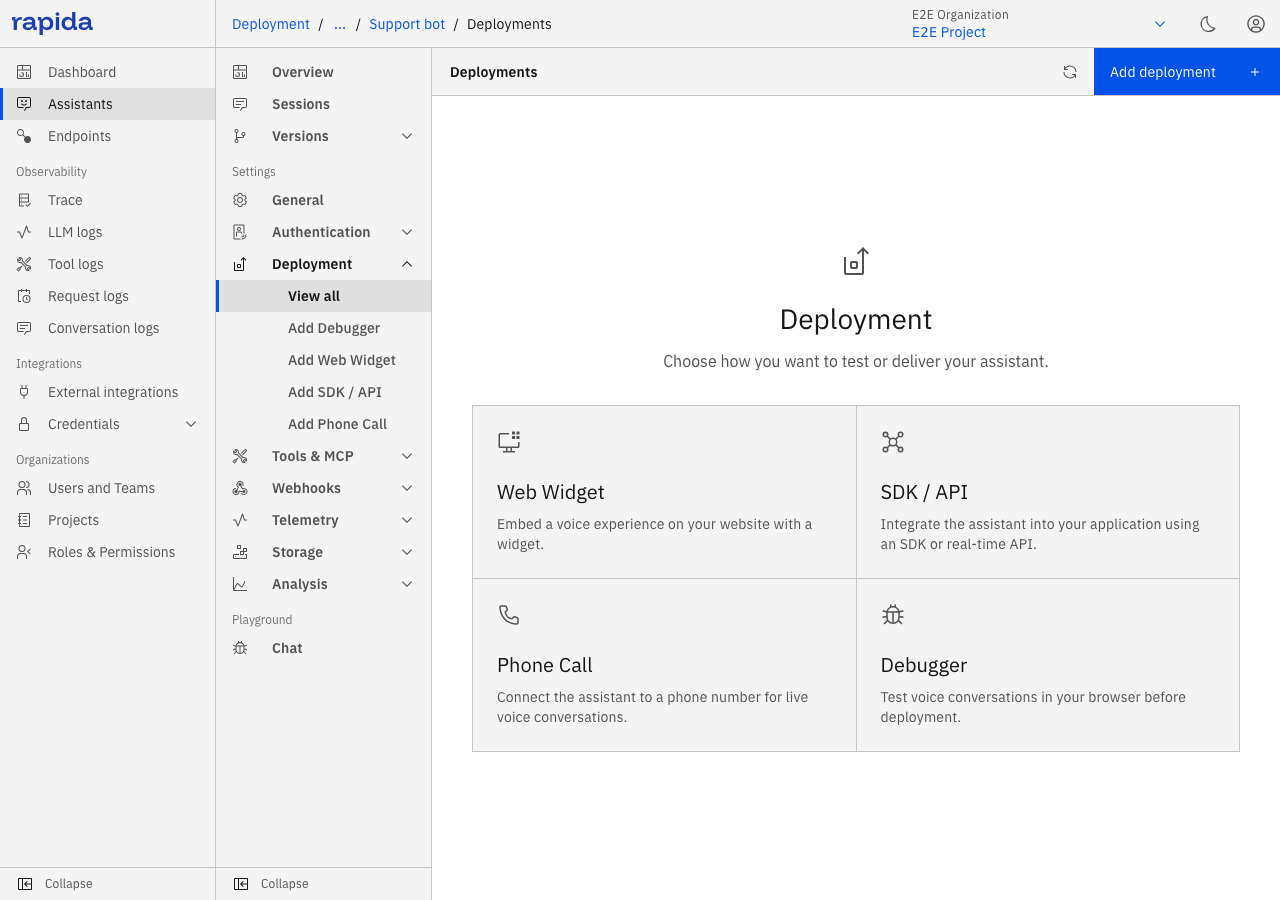 rapida
Deployment / ... / Support bot / Deployments
E2E Organization
E2E Project
Dashboard
Assistants
Endpoints
Observability
Trace
LLM logs
Tool logs
Request logs
Conversation logs
Integrations
External integrations
Credentials
Organizations
Users and Teams
Projects
Roles & Permissions
Collapse
Overview
Sessions
Versions
Settings
General
Authentication
Deployment
View all
Add Debugger
Add Web Widget
Add SDK / API
Add Phone Call
Tools & MCP
Webhooks
Telemetry
Storage
Analysis
Playground
Chat
Collapse
Deployments
Add deployment +
Deployment
Choose how you want to test or deliver your assistant.
Web Widget
Embed a voice experience on your website with a
widget.
SDK / API
Integrate the assistant into your application using
an SDK or real-time API.
Phone Call
Connect the assistant to a phone number for live
voice conversations.
Debugger
Test voice conversations in your browser before
deployment.